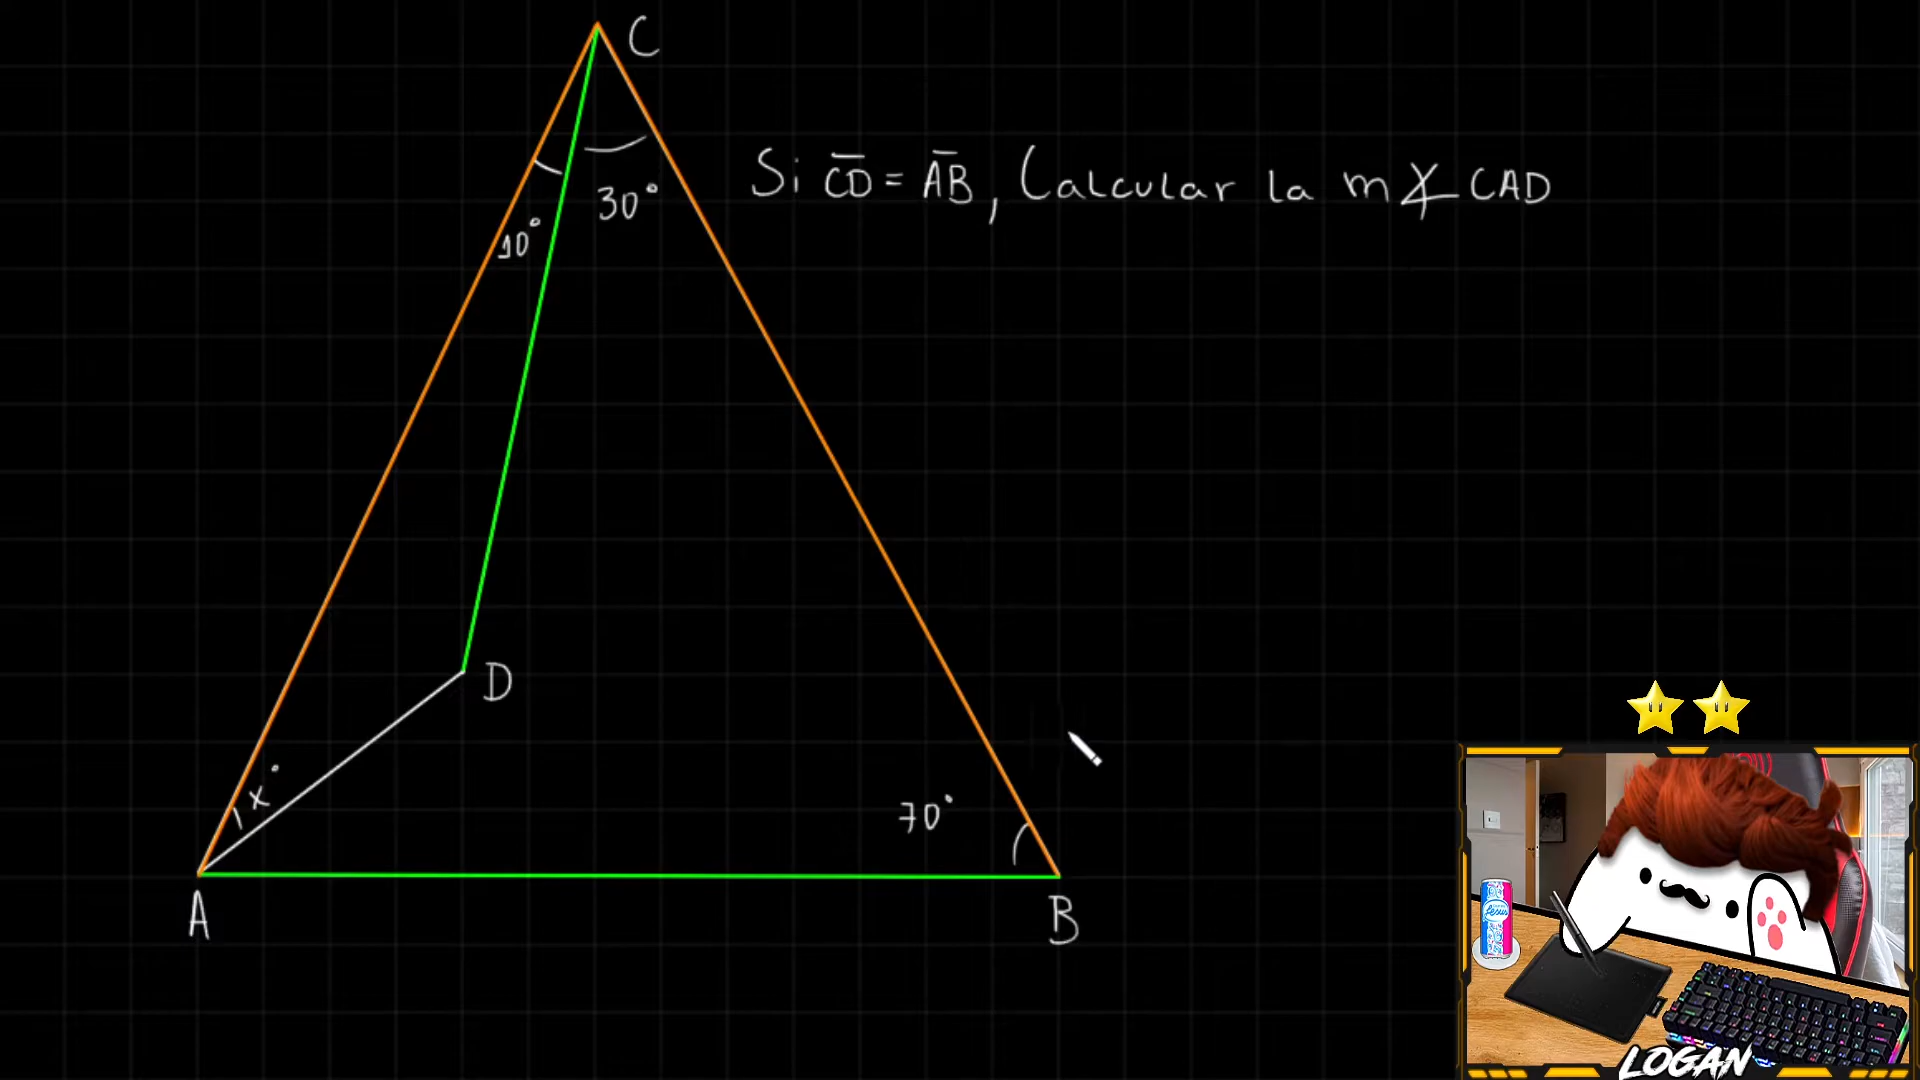 C
Si CD = AB, Calcular la m∡ CAD
30°
10°
D
x°
70°
A
B
LOGAN